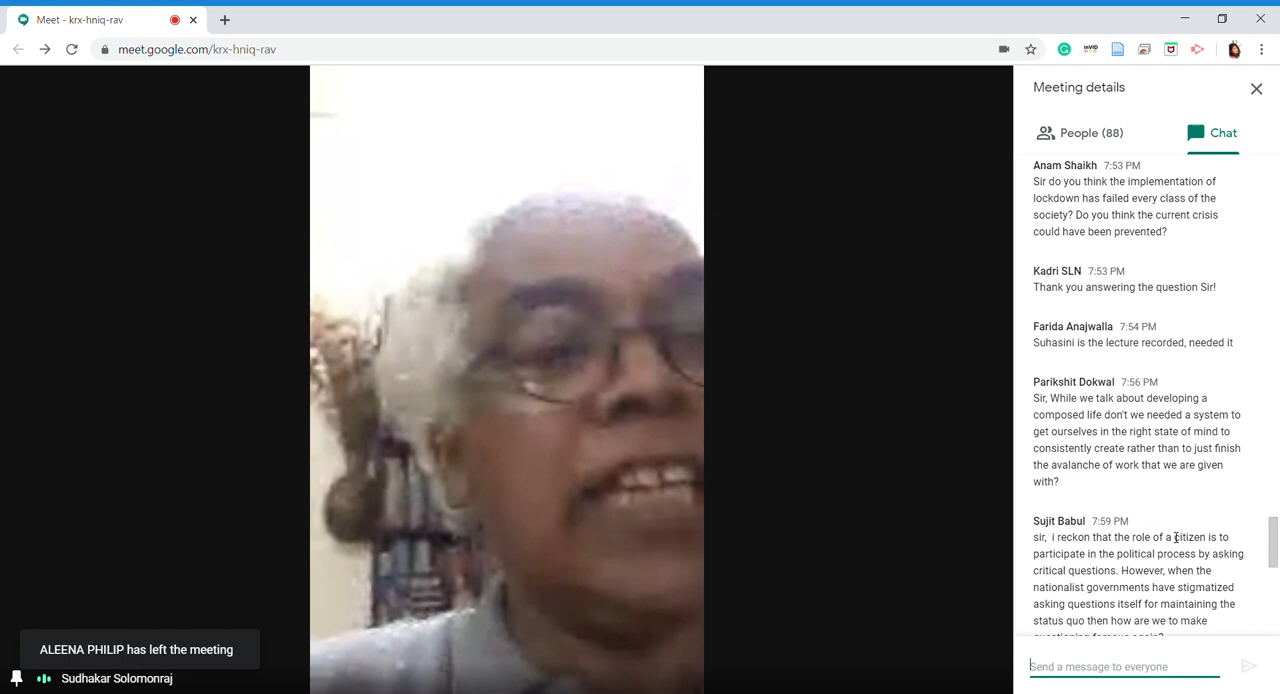 Meet - krx-hniq-rav
meet.google.com/krx-hniq-rav
InVID
Meeting details
People (88)
Chat
Anam Shaikh 7:53 PM
Sir do you think the implementation of
lockdown has failed every class of the
society? Do you think the current crisis
could have been prevented?
Kadri SLN 7:53 PM
Thank you answering the question Sir!
Farida Anajwalla 7:54 PM
Suhasini is the lecture recorded, needed it
Parikshit Dokwal 7:56 PM
Sir, While we talk about developing a
composed life don't we needed a system to
get ourselves in the right state of mind to
consistently create rather than to just finish
the avalanche of work that we are given
with?
Sujit Babul 7:59 PM
sir, i reckon that the role of a citizen is to
participate in the political process by asking
critical questions. However, when the
nationalist governments have stigmatized
asking questions itself for maintaining the
status quo then how are we to make
questioning famous again?
Send a message to everyone
ALEENA PHILIP has left the meeting
Sudhakar Solomonraj